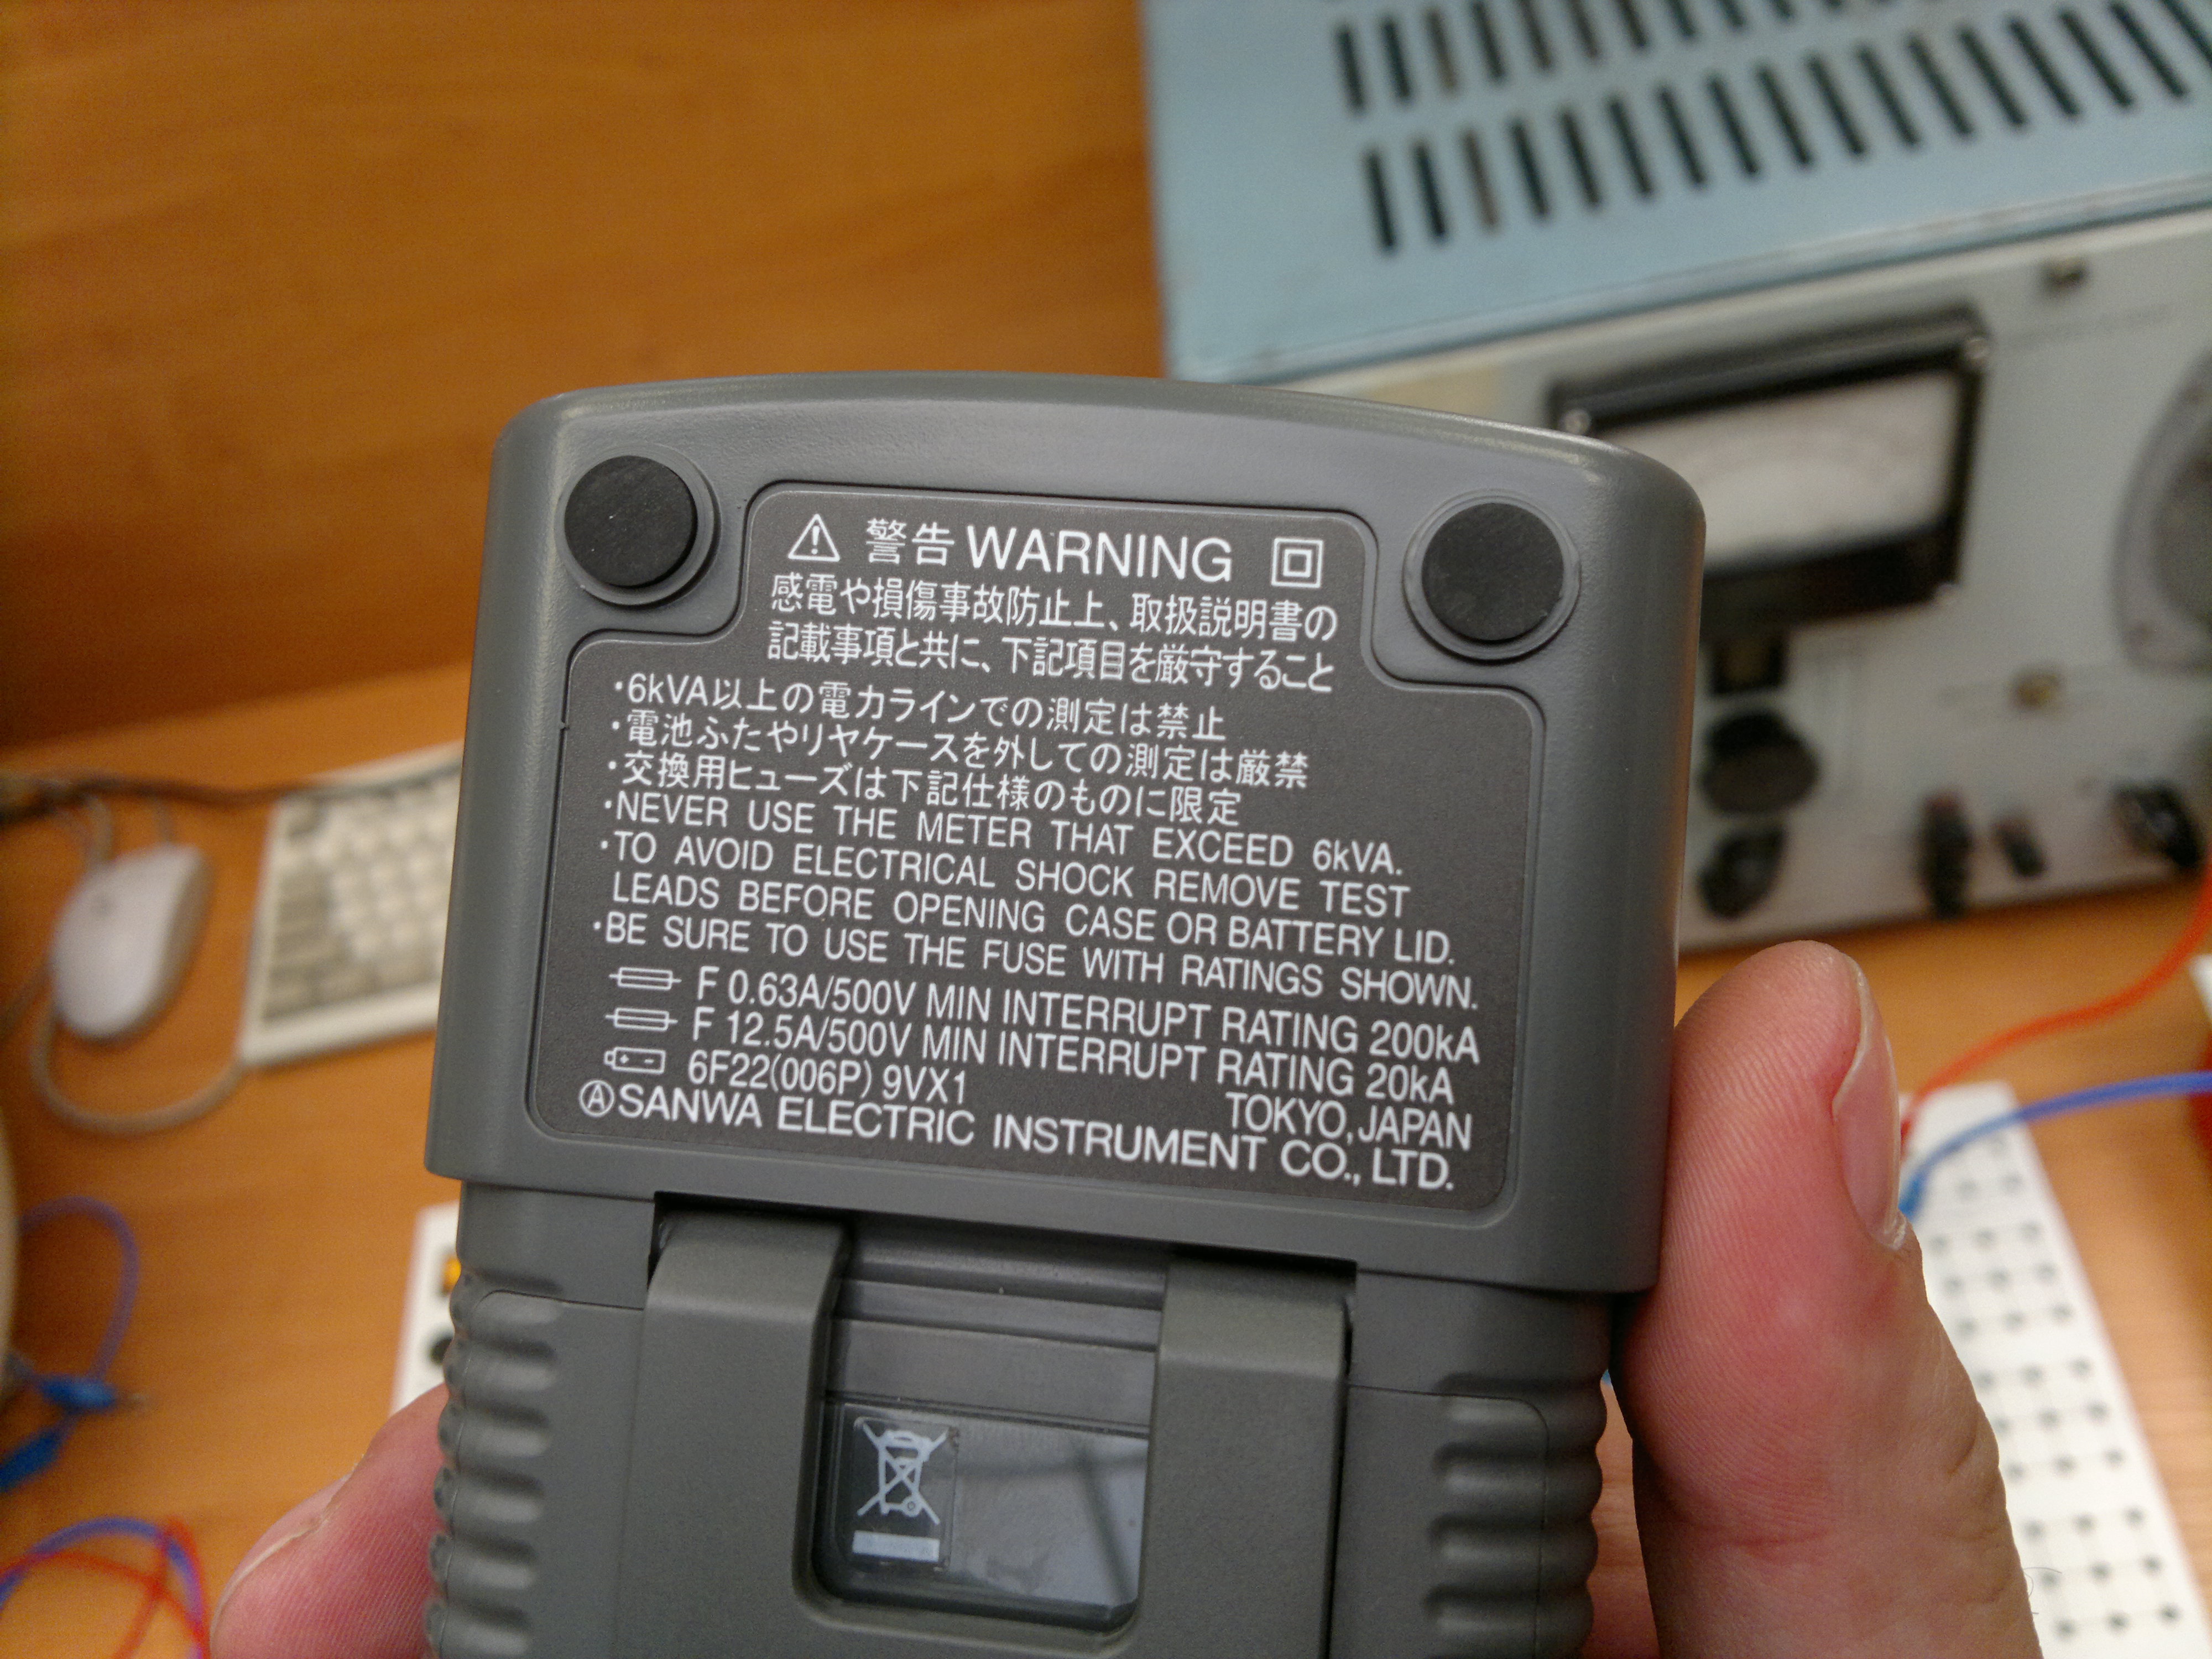 警告 WARNING
感電や損傷事故防止上、取扱説明書の
記載事項と共に、下記項目を厳守すること
・6kVA以上の電力ラインでの測定は禁止
・電池ふたやリヤケースを外しての測定は厳禁
・交換用ヒューズは下記仕様のものに限定
・NEVER USE THE METER THAT EXCEED 6kVA.
・TO AVOID ELECTRICAL SHOCK REMOVE TEST
LEADS BEFORE OPENING CASE OR BATTERY LID.
・BE SURE TO USE THE FUSE WITH RATINGS SHOWN.
F 0.63A/500V MIN INTERRUPT RATING 200kA
F 12.5A/500V MIN INTERRUPT RATING 20kA
6F22(006P) 9VX1
TOKYO,JAPAN
Ⓐ SANWA ELECTRIC INSTRUMENT CO., LTD.